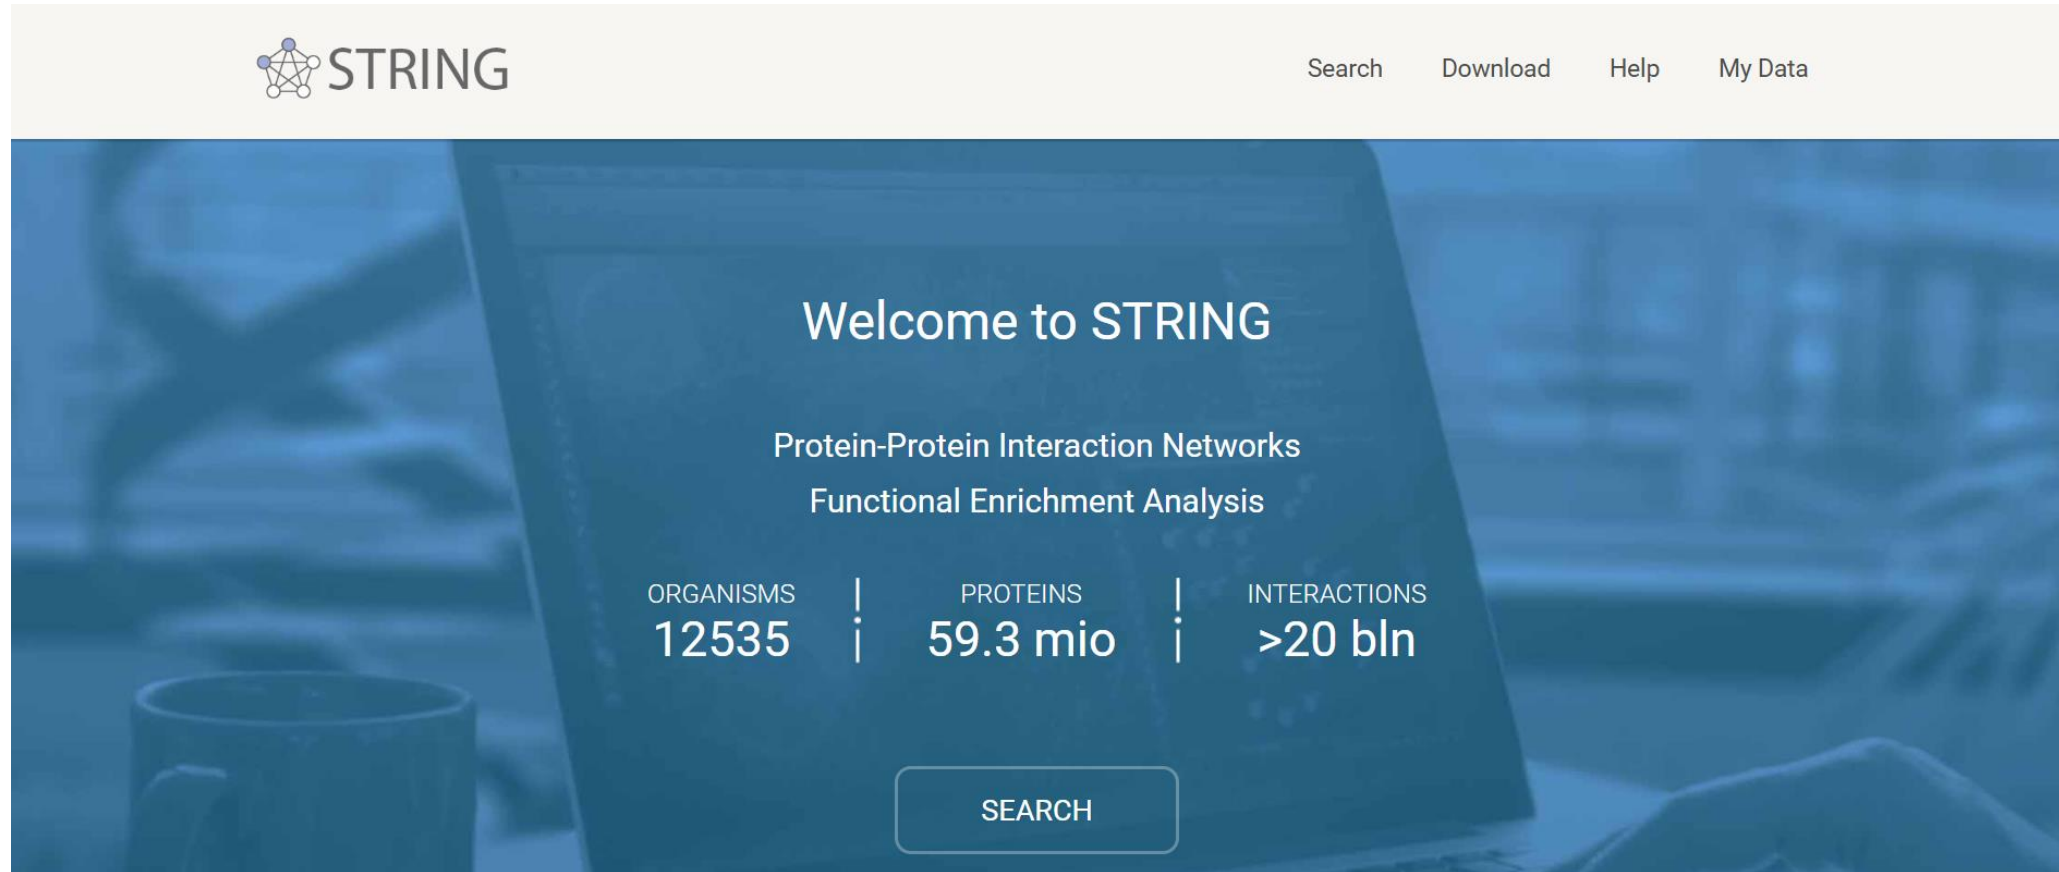 STRING
Search Download Help My Data
Welcome to STRING
Protein-Protein Interaction Networks
Functional Enrichment Analysis
ORGANISMS PROTEINS INTERACTIONS
12535 59.3 mio >20 bln
SEARCH